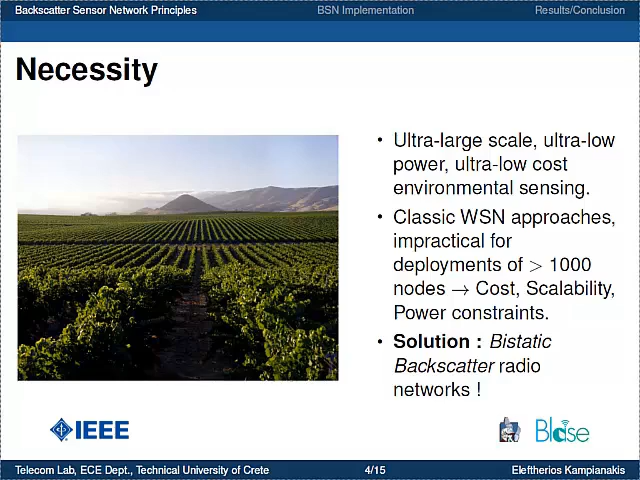 Backscatter Sensor Network Principles BSN Implementation Results/Conclusion
Necessity
• Ultra-large scale, ultra-low
power, ultra-low cost
environmental sensing.
• Classic WSN approaches,
impractical for
deployments of > 1000
nodes → Cost, Scalability,
Power constraints.
• Solution : Bistatic
Backscatter radio
networks !
IEEE
Blase
Telecom Lab, ECE Dept., Technical University of Crete 4/15 Eleftherios Kampianakis